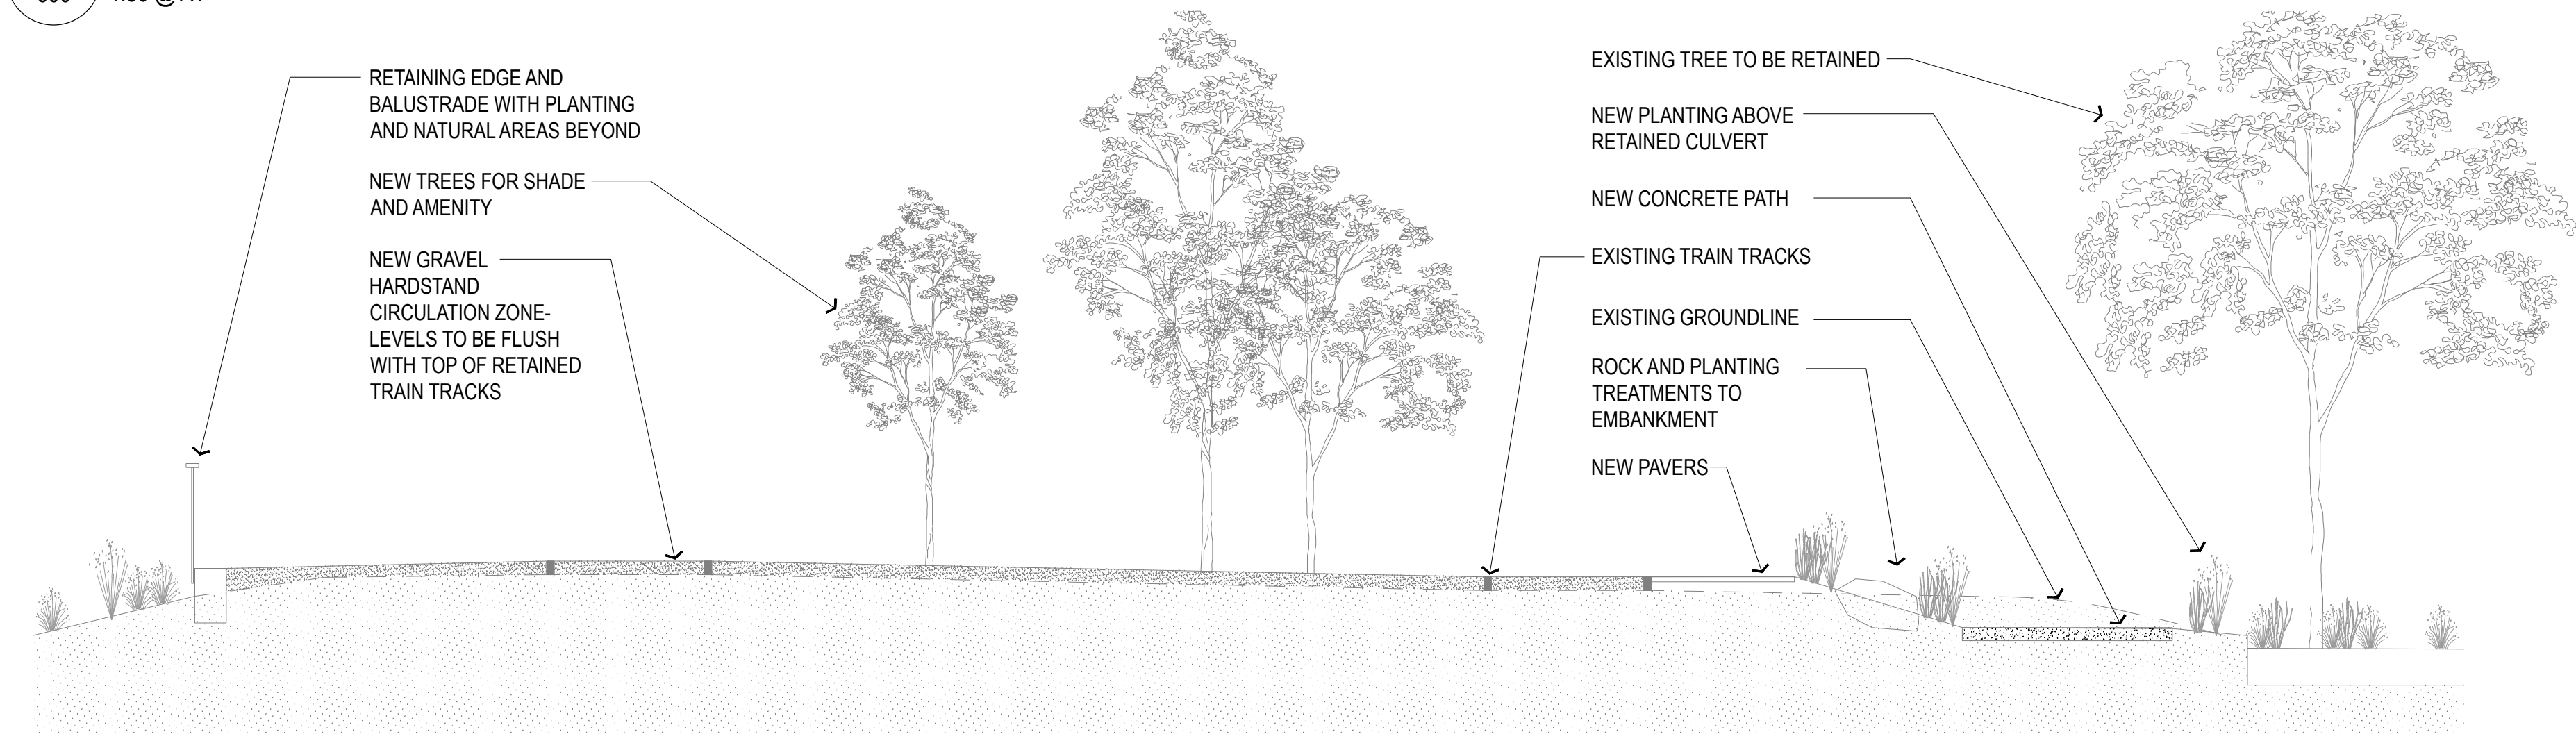 RETAINING EDGE AND
BALUSTRADE WITH PLANTING
AND NATURAL AREAS BEYOND
NEW TREES FOR SHADE
AND AMENITY
NEW GRAVEL
HARDSTAND
CIRCULATION ZONE-
LEVELS TO BE FLUSH
WITH TOP OF RETAINED
TRAIN TRACKS
EXISTING TREE TO BE RETAINED
NEW PLANTING ABOVE
RETAINED CULVERT
NEW CONCRETE PATH
EXISTING TRAIN TRACKS
EXISTING GROUNDLINE
ROCK AND PLANTING
TREATMENTS TO
EMBANKMENT
NEW PAVERS